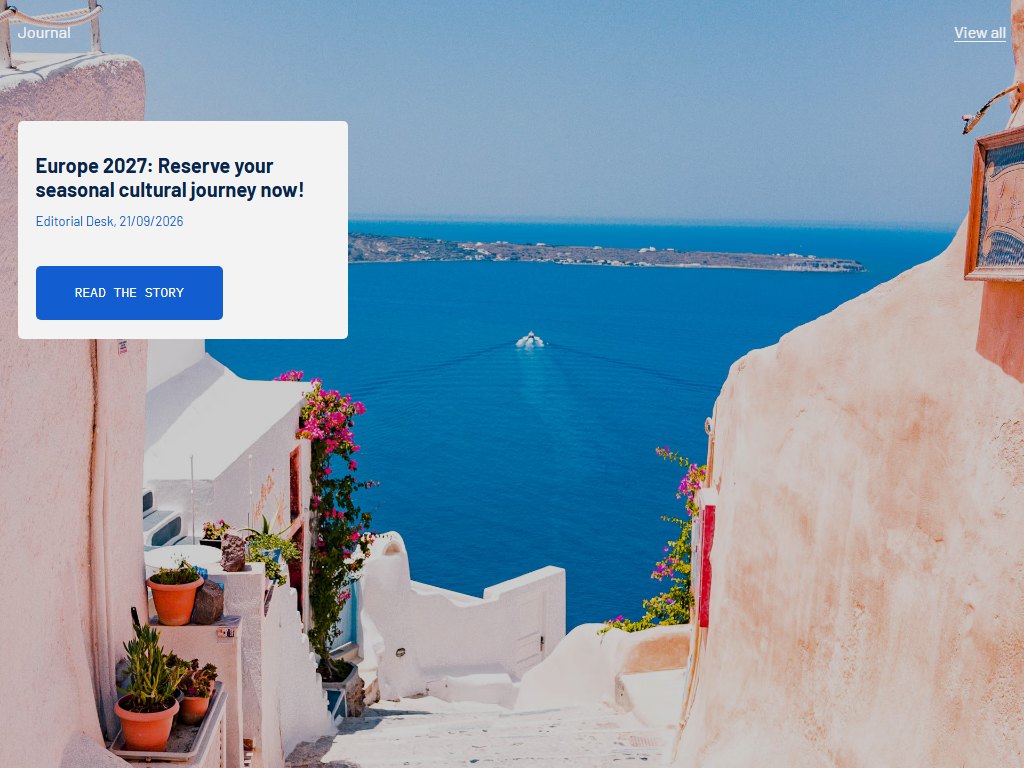 Journal
View all
Europe 2027: Reserve your
seasonal cultural journey now!
Editorial Desk, 21/09/2026
READ THE STORY